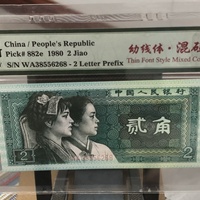 China / People's Republic
Pick# 882e 1980 2 Jiao
S/N WA38556268 - 2 Letter Prefix
幼线体·混
Thin Font Style Mixed
中国人民银行
贰角
2
2